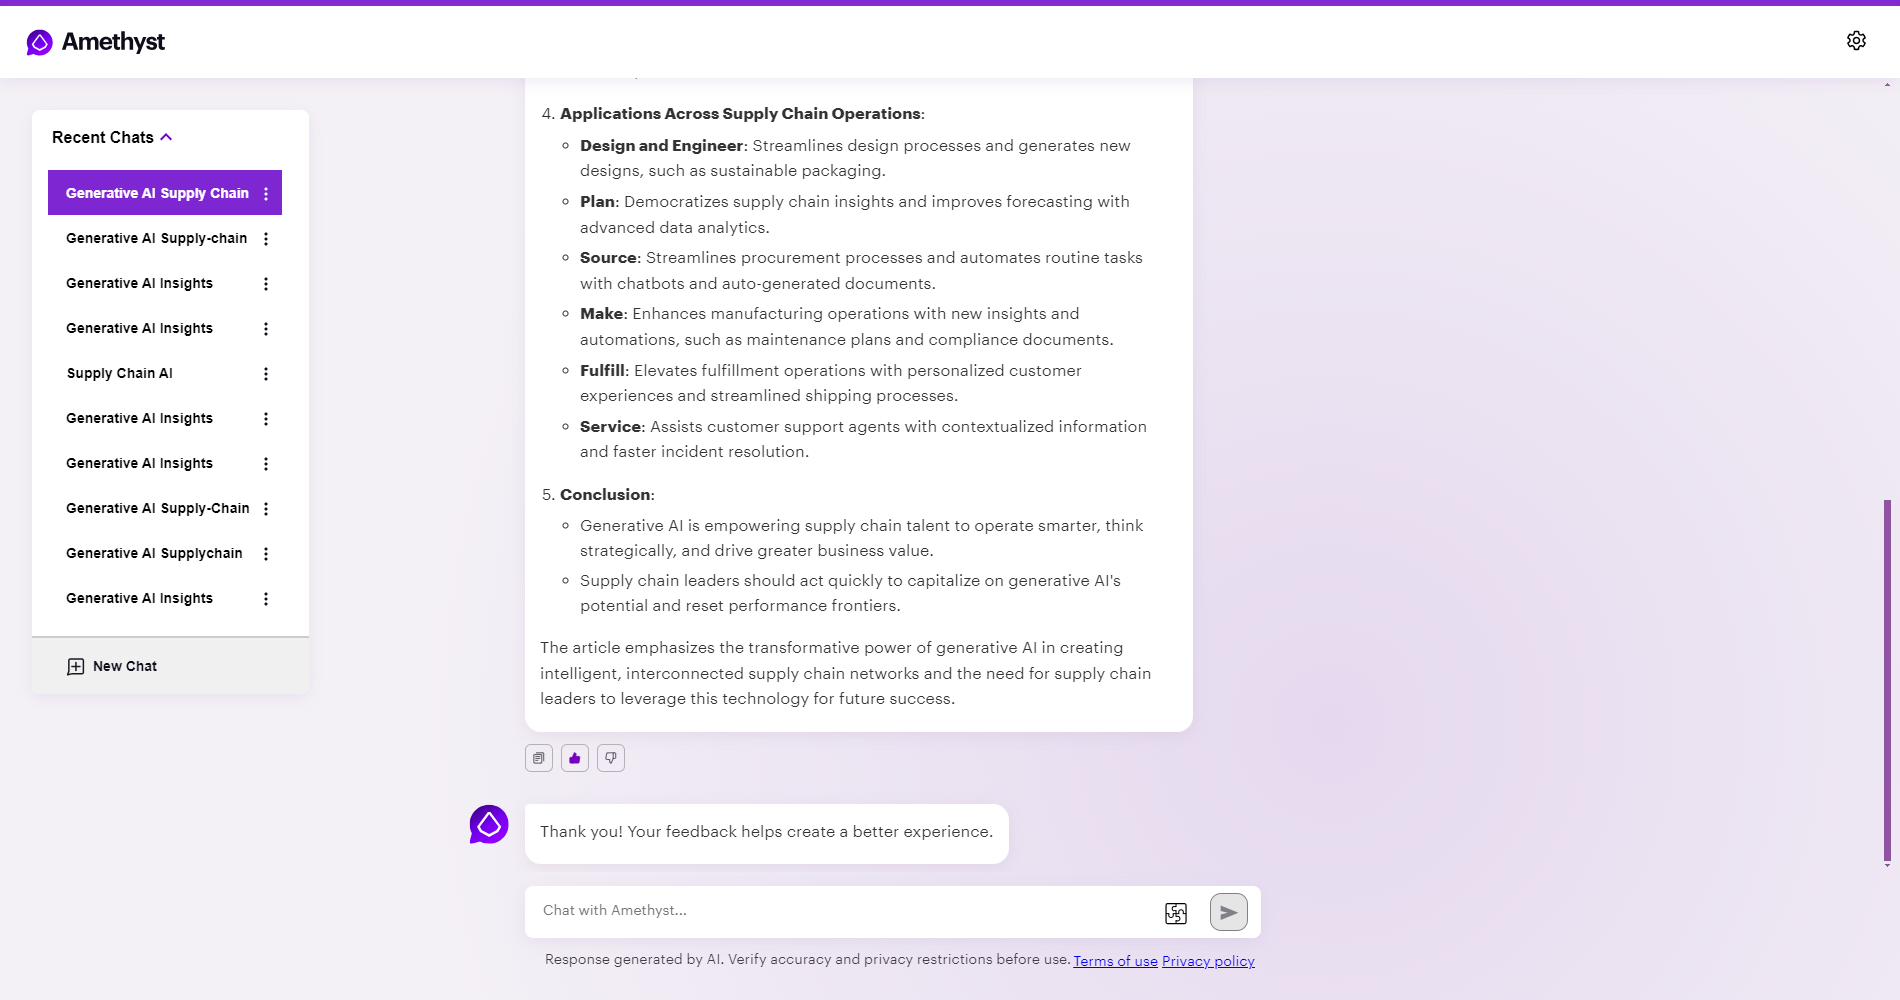 Amethyst
Recent Chats
Generative AI Supply Chain
Generative AI Supply-chain
Generative AI Insights
Generative AI Insights
Supply Chain AI
Generative AI Insights
Generative AI Insights
Generative AI Supply-Chain
Generative AI Supplychain
Generative AI Insights
New Chat
4. Applications Across Supply Chain Operations:
Design and Engineer: Streamlines design processes and generates new
designs, such as sustainable packaging.
Plan: Democratizes supply chain insights and improves forecasting with
advanced data analytics.
Source: Streamlines procurement processes and automates routine tasks
with chatbots and auto-generated documents.
Make: Enhances manufacturing operations with new insights and
automations, such as maintenance plans and compliance documents.
Fulfill: Elevates fulfillment operations with personalized customer
experiences and streamlined shipping processes.
Service: Assists customer support agents with contextualized information
and faster incident resolution.
5. Conclusion:
Generative AI is empowering supply chain talent to operate smarter, think
strategically, and drive greater business value.
Supply chain leaders should act quickly to capitalize on generative AI's
potential and reset performance frontiers.
The article emphasizes the transformative power of generative AI in creating
intelligent, interconnected supply chain networks and the need for supply chain
leaders to leverage this technology for future success.
Thank you! Your feedback helps create a better experience.
Chat with Amethyst...
Response generated by AI. Verify accuracy and privacy restrictions before use. Terms of use Privacy policy